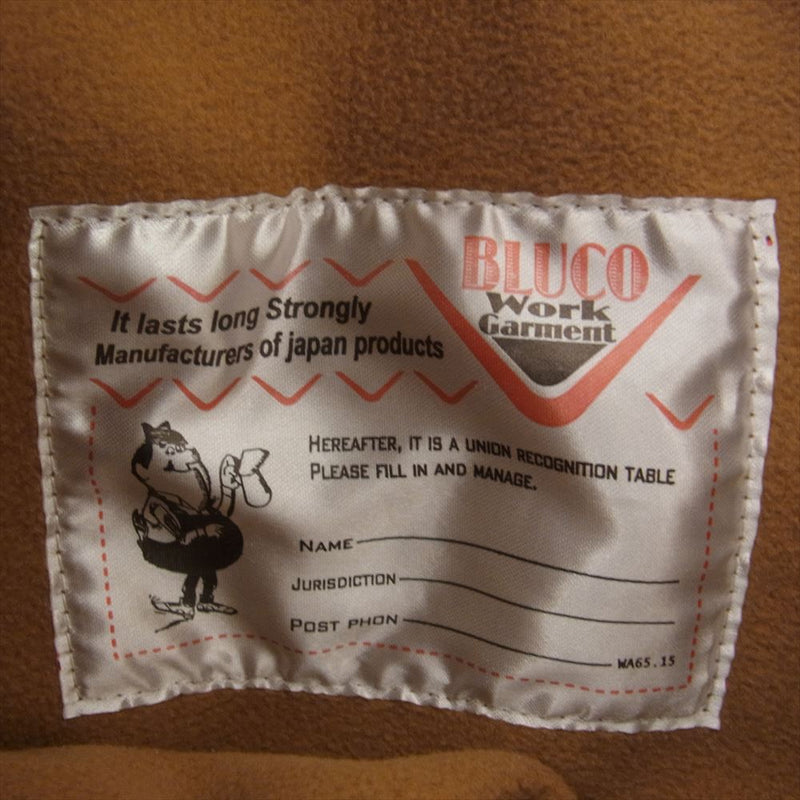 BLUCO
Work
Garment
It lasts long Strongly
Manufacturers of japan products
HEREAFTER, IT IS A UNION RECOGNITION TABLE
PLEASE FILL IN AND MANAGE.
NAME
JURISDICTION
POST PHON
WA65.15